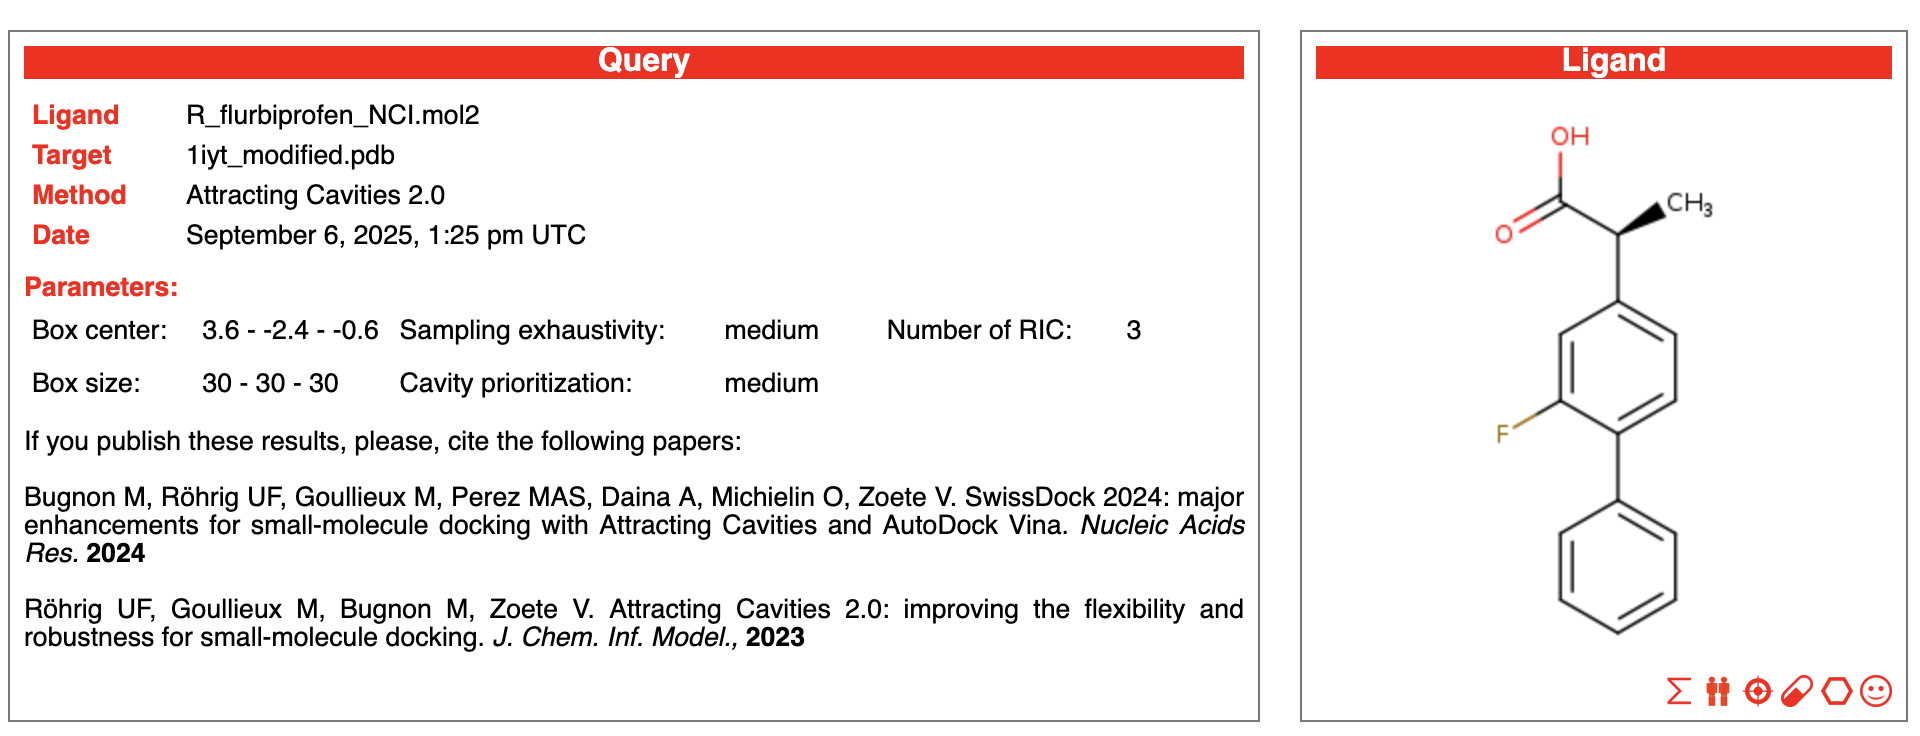 Query
Ligand R_flurbiprofen_NCI.mol2
Target 1iyt_modified.pdb
Method Attracting Cavities 2.0
Date September 6, 2025, 1:25 pm UTC
Parameters:
Box center: 3.6 - -2.4 - -0.6 Sampling exhaustivity: medium Number of RIC: 3
Box size: 30 - 30 - 30 Cavity prioritization: medium
If you publish these results, please, cite the following papers:
Bugnon M, Röhrig UF, Goullieux M, Perez MAS, Daina A, Michielin O, Zoete V. SwissDock 2024: major
enhancements for small-molecule docking with Attracting Cavities and AutoDock Vina. Nucleic Acids
Res. 2024
Röhrig UF, Goullieux M, Bugnon M, Zoete V. Attracting Cavities 2.0: improving the flexibility and
robustness for small-molecule docking. J. Chem. Inf. Model., 2023
Ligand
OH
CH₃
O
F
Σ